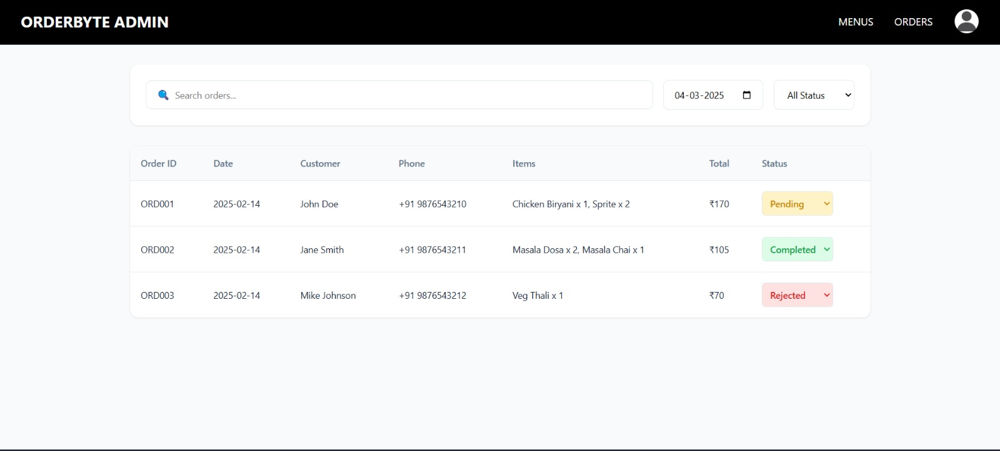 ORDERBYTE ADMIN MENUS ORDERS
Search orders... 04-03-2025 All Status
Order ID Date Customer Phone Items Total Status
ORD001 2025-02-14 John Doe +91 9876543210 Chicken Biryani x 1, Sprite x 2 ₹170 Pending
ORD002 2025-02-14 Jane Smith +91 9876543211 Masala Dosa x 2, Masala Chai x 1 ₹105 Completed
ORD003 2025-02-14 Mike Johnson +91 9876543212 Veg Thali x 1 ₹70 Rejected